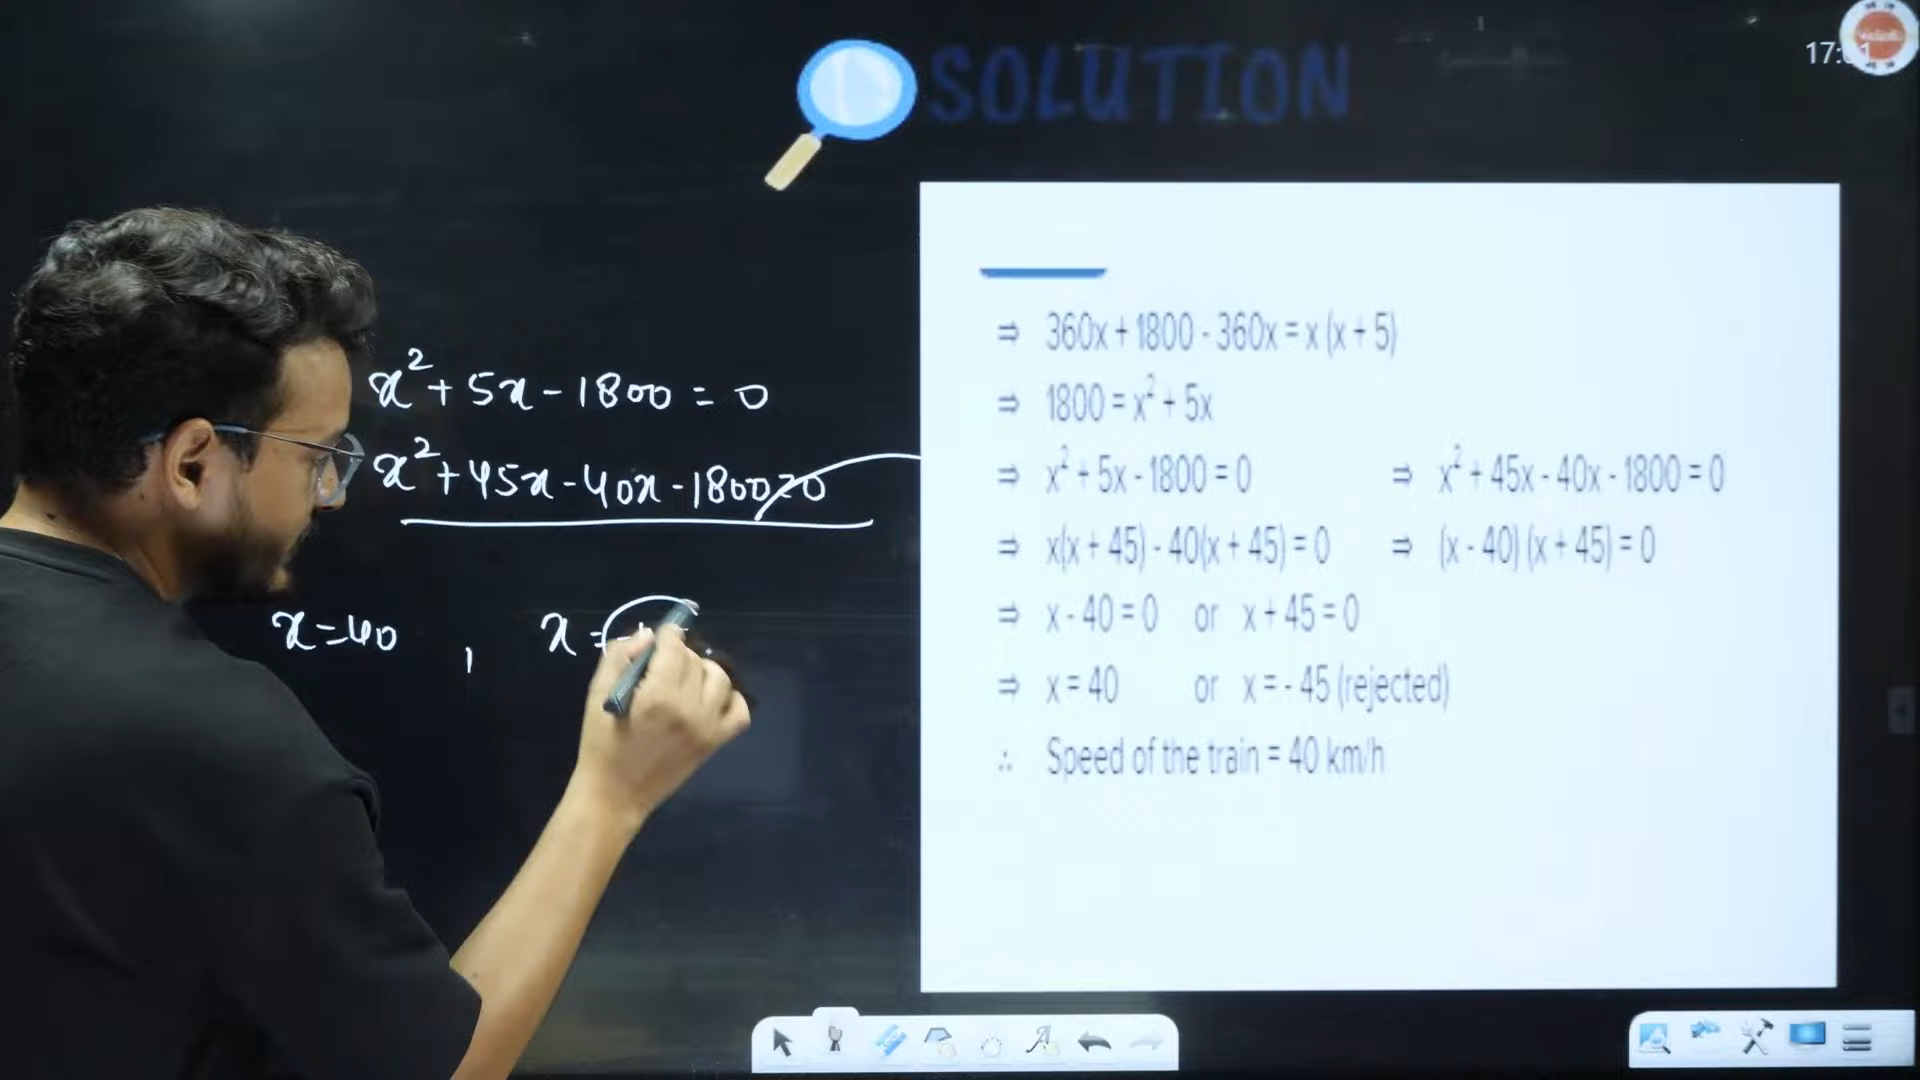 SOLUTION
x² + 5x - 1800 = 0
x² + 45x - 40x - 1800 = 0
x = 40 , x =
⇒ 360x + 1800 - 360x = x (x + 5)
⇒ 1800 = x² + 5x
⇒ x² + 5x - 1800 = 0 ⇒ x² + 45x - 40x - 1800 = 0
⇒ x(x + 45) - 40(x + 45) = 0 ⇒ (x - 40) (x + 45) = 0
⇒ x - 40 = 0 or x + 45 = 0
⇒ x = 40 or x = - 45 (rejected)
∴ Speed of the train = 40 km/h